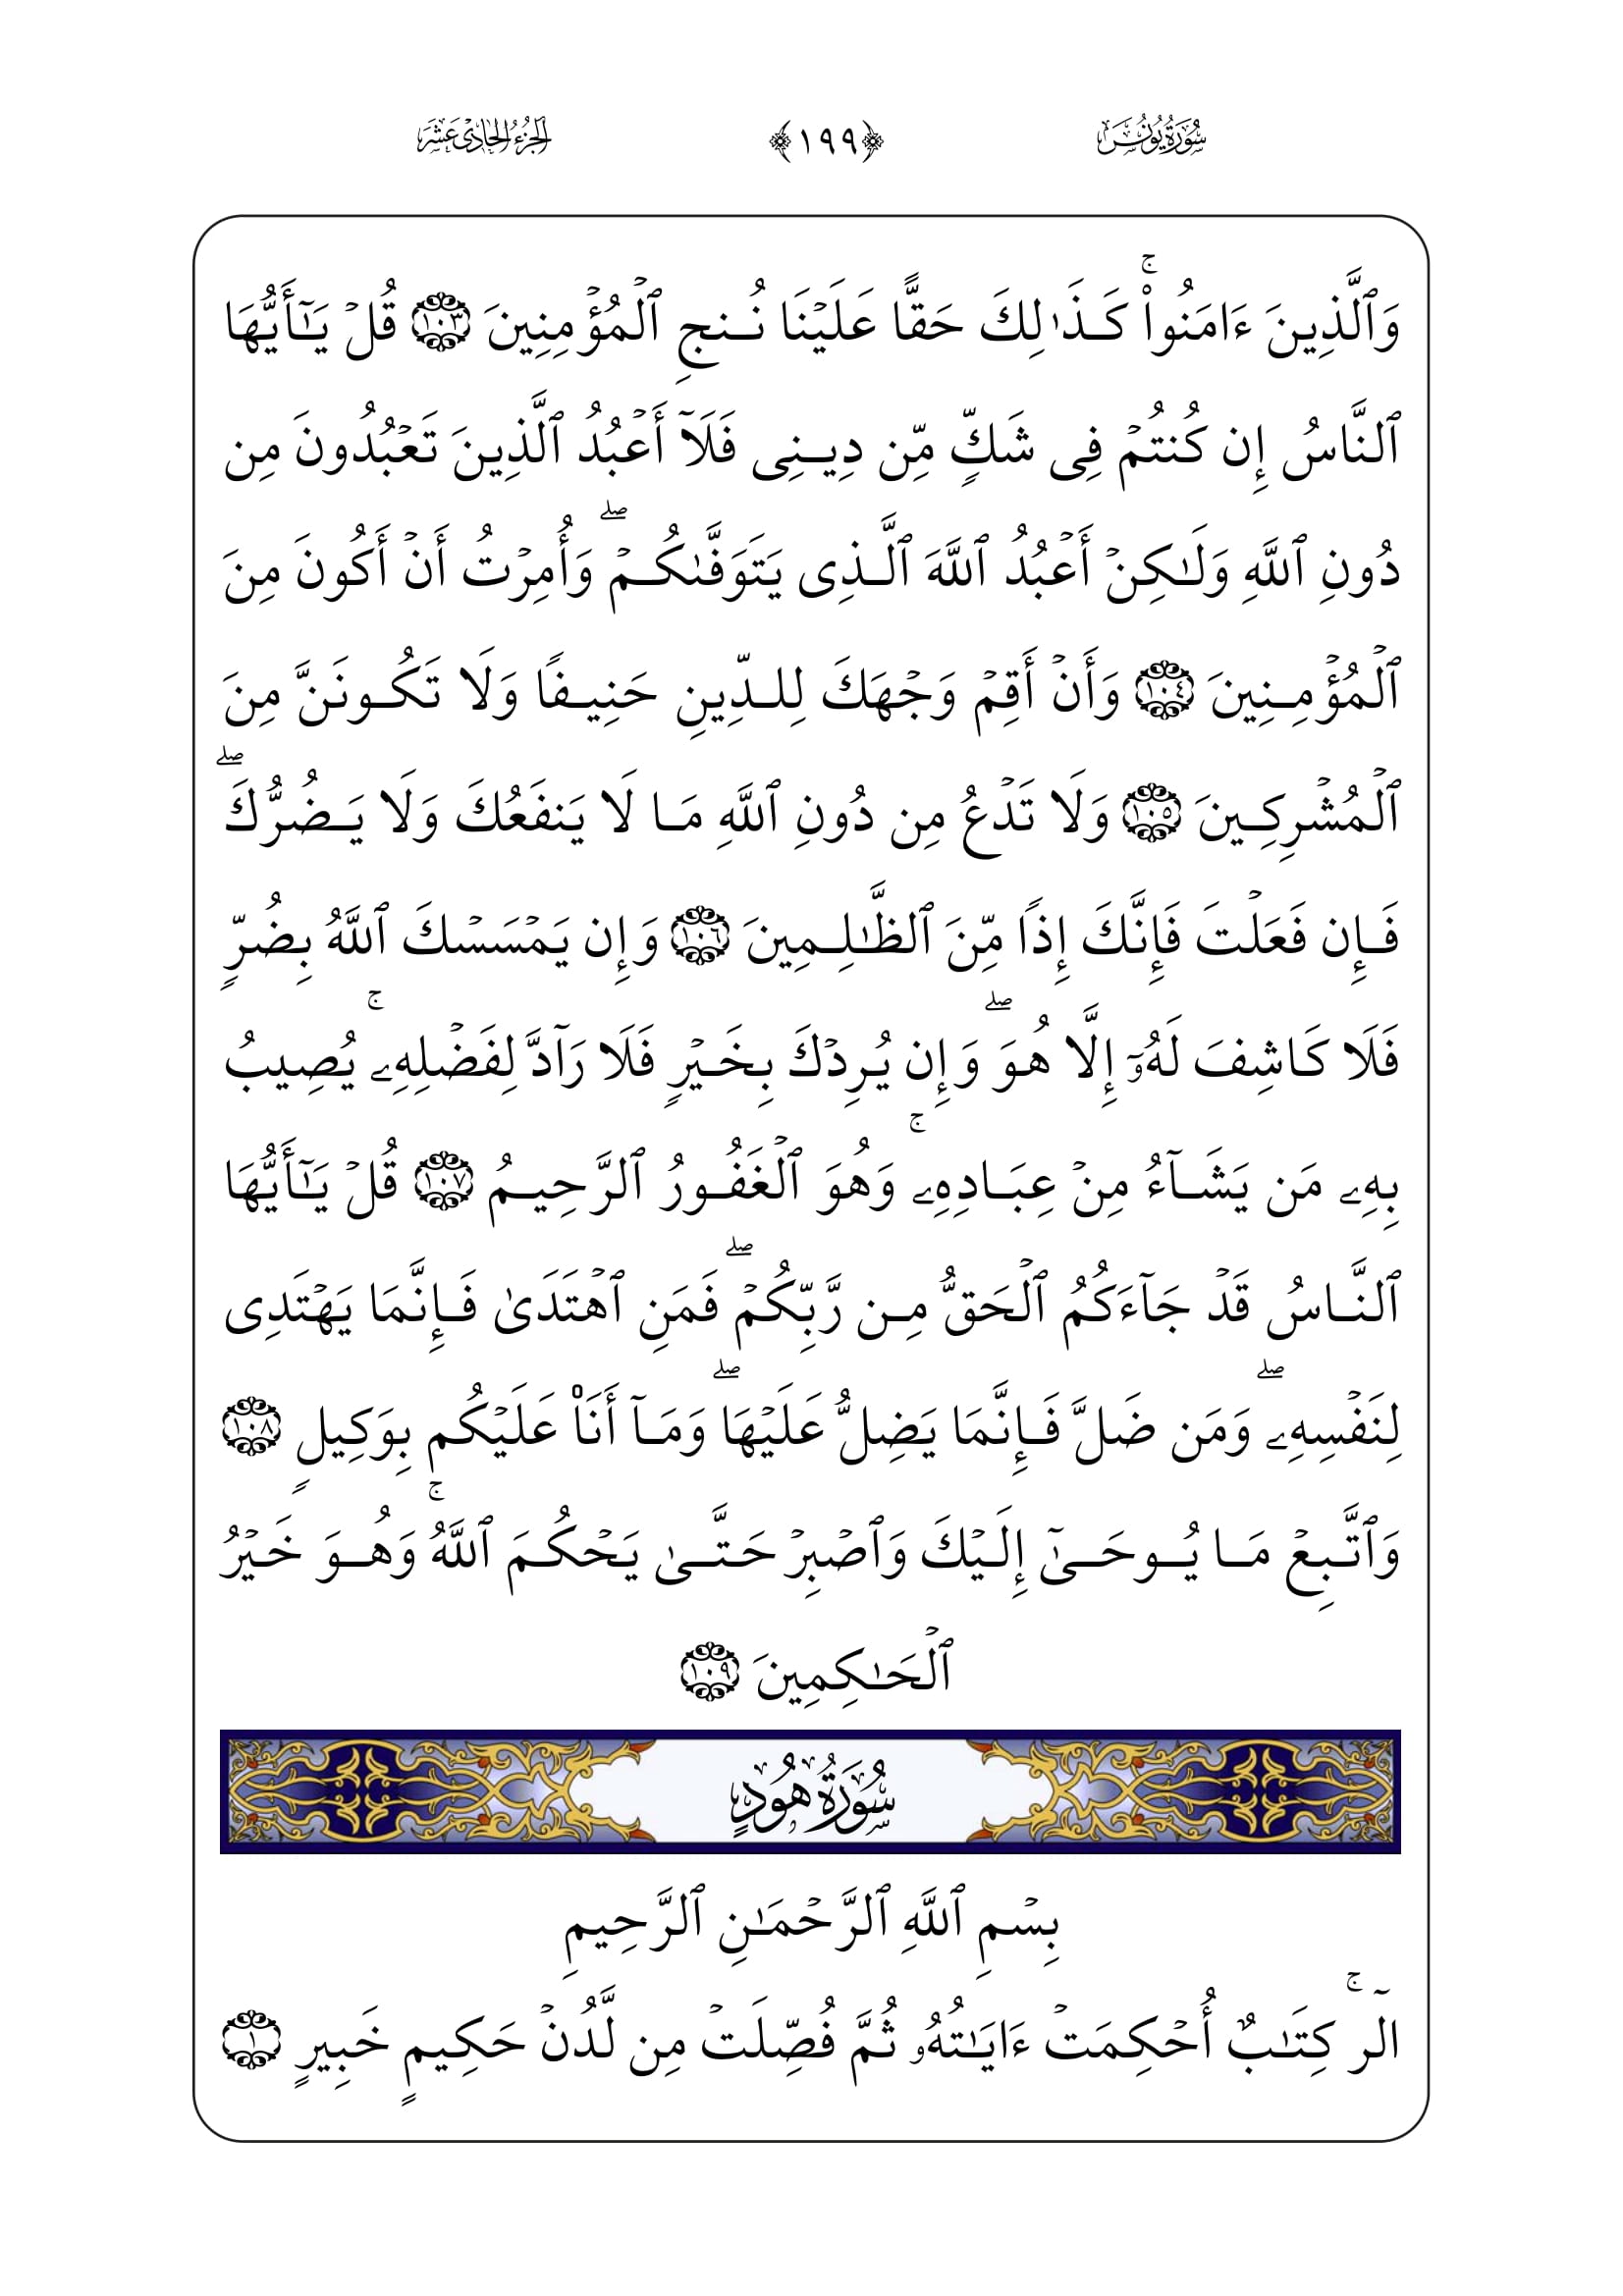 سُورَةُ يُونُسَ ﴿١٩٩﴾ الجُزْءُ الحَادِي عَشَرَ
وَٱلَّذِينَ ءَامَنُوا۟ۚ كَذَٰلِكَ حَقًّا عَلَيْنَا نُنجِ ٱلْمُؤْمِنِينَ ١٠٣ قُلْ يَـٰٓأَيُّهَا
ٱلنَّاسُ إِن كُنتُمْ فِى شَكٍّ مِّن دِينِى فَلَآ أَعْبُدُ ٱلَّذِينَ تَعْبُدُونَ مِن
دُونِ ٱللَّهِ وَلَـٰكِنْ أَعْبُدُ ٱللَّهَ ٱلَّذِى يَتَوَفَّىٰكُمْۖ وَأُمِرْتُ أَنْ أَكُونَ مِنَ
ٱلْمُؤْمِنِينَ ١٠٤ وَأَنْ أَقِمْ وَجْهَكَ لِلدِّينِ حَنِيفًا وَلَا تَكُونَنَّ مِنَ
ٱلْمُشْرِكِينَ ١٠٥ وَلَا تَدْعُ مِن دُونِ ٱللَّهِ مَا لَا يَنفَعُكَ وَلَا يَضُرُّكَۖ
فَإِن فَعَلْتَ فَإِنَّكَ إِذًا مِّنَ ٱلظَّـٰلِمِينَ ١٠٦ وَإِن يَمْسَسْكَ ٱللَّهُ بِضُرٍّ
فَلَا كَاشِفَ لَهُۥٓ إِلَّا هُوَۖ وَإِن يُرِدْكَ بِخَيْرٍ فَلَا رَآدَّ لِفَضْلِهِۦۚ يُصِيبُ
بِهِۦ مَن يَشَآءُ مِنْ عِبَادِهِۦۚ وَهُوَ ٱلْغَفُورُ ٱلرَّحِيمُ ١٠٧ قُلْ يَـٰٓأَيُّهَا
ٱلنَّاسُ قَدْ جَآءَكُمُ ٱلْحَقُّ مِن رَّبِّكُمْۖ فَمَنِ ٱهْتَدَىٰ فَإِنَّمَا يَهْتَدِى
لِنَفْسِهِۦۖ وَمَن ضَلَّ فَإِنَّمَا يَضِلُّ عَلَيْهَاۖ وَمَآ أَنَا۠ عَلَيْكُم بِوَكِيلٍ ١٠٨
وَٱتَّبِعْ مَا يُوحَىٰٓ إِلَيْكَ وَٱصْبِرْ حَتَّىٰ يَحْكُمَ ٱللَّهُۚ وَهُوَ خَيْرُ
ٱلْحَـٰكِمِينَ ١٠٩
سُورَةُ هُودٍ
بِسْمِ ٱللَّهِ ٱلرَّحْمَـٰنِ ٱلرَّحِيمِ
الٓرۚ كِتَـٰبٌ أُحْكِمَتْ ءَايَـٰتُهُۥ ثُمَّ فُصِّلَتْ مِن لَّدُنْ حَكِيمٍ خَبِيرٍ ١